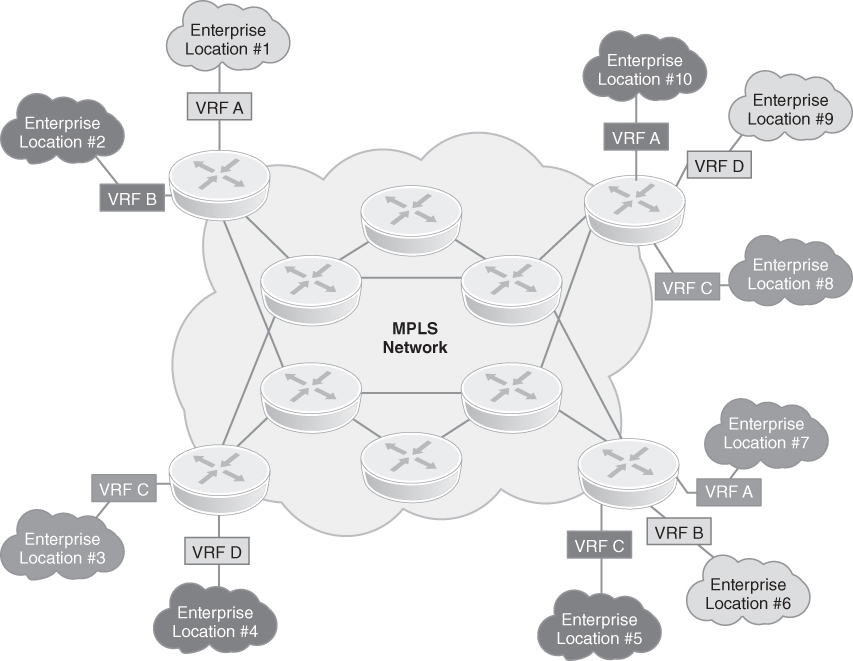 Enterprise
Location #1
VRF A
Enterprise
Location #2
VRF B
Enterprise
Location #10
VRF A
Enterprise
Location #9
VRF D
Enterprise
Location #8
VRF C
MPLS
Network
Enterprise
Location #7
VRF A
VRF C
Enterprise
Location #3
VRF D
Enterprise
Location #4
VRF C
Enterprise
Location #5
VRF B
Enterprise
Location #6